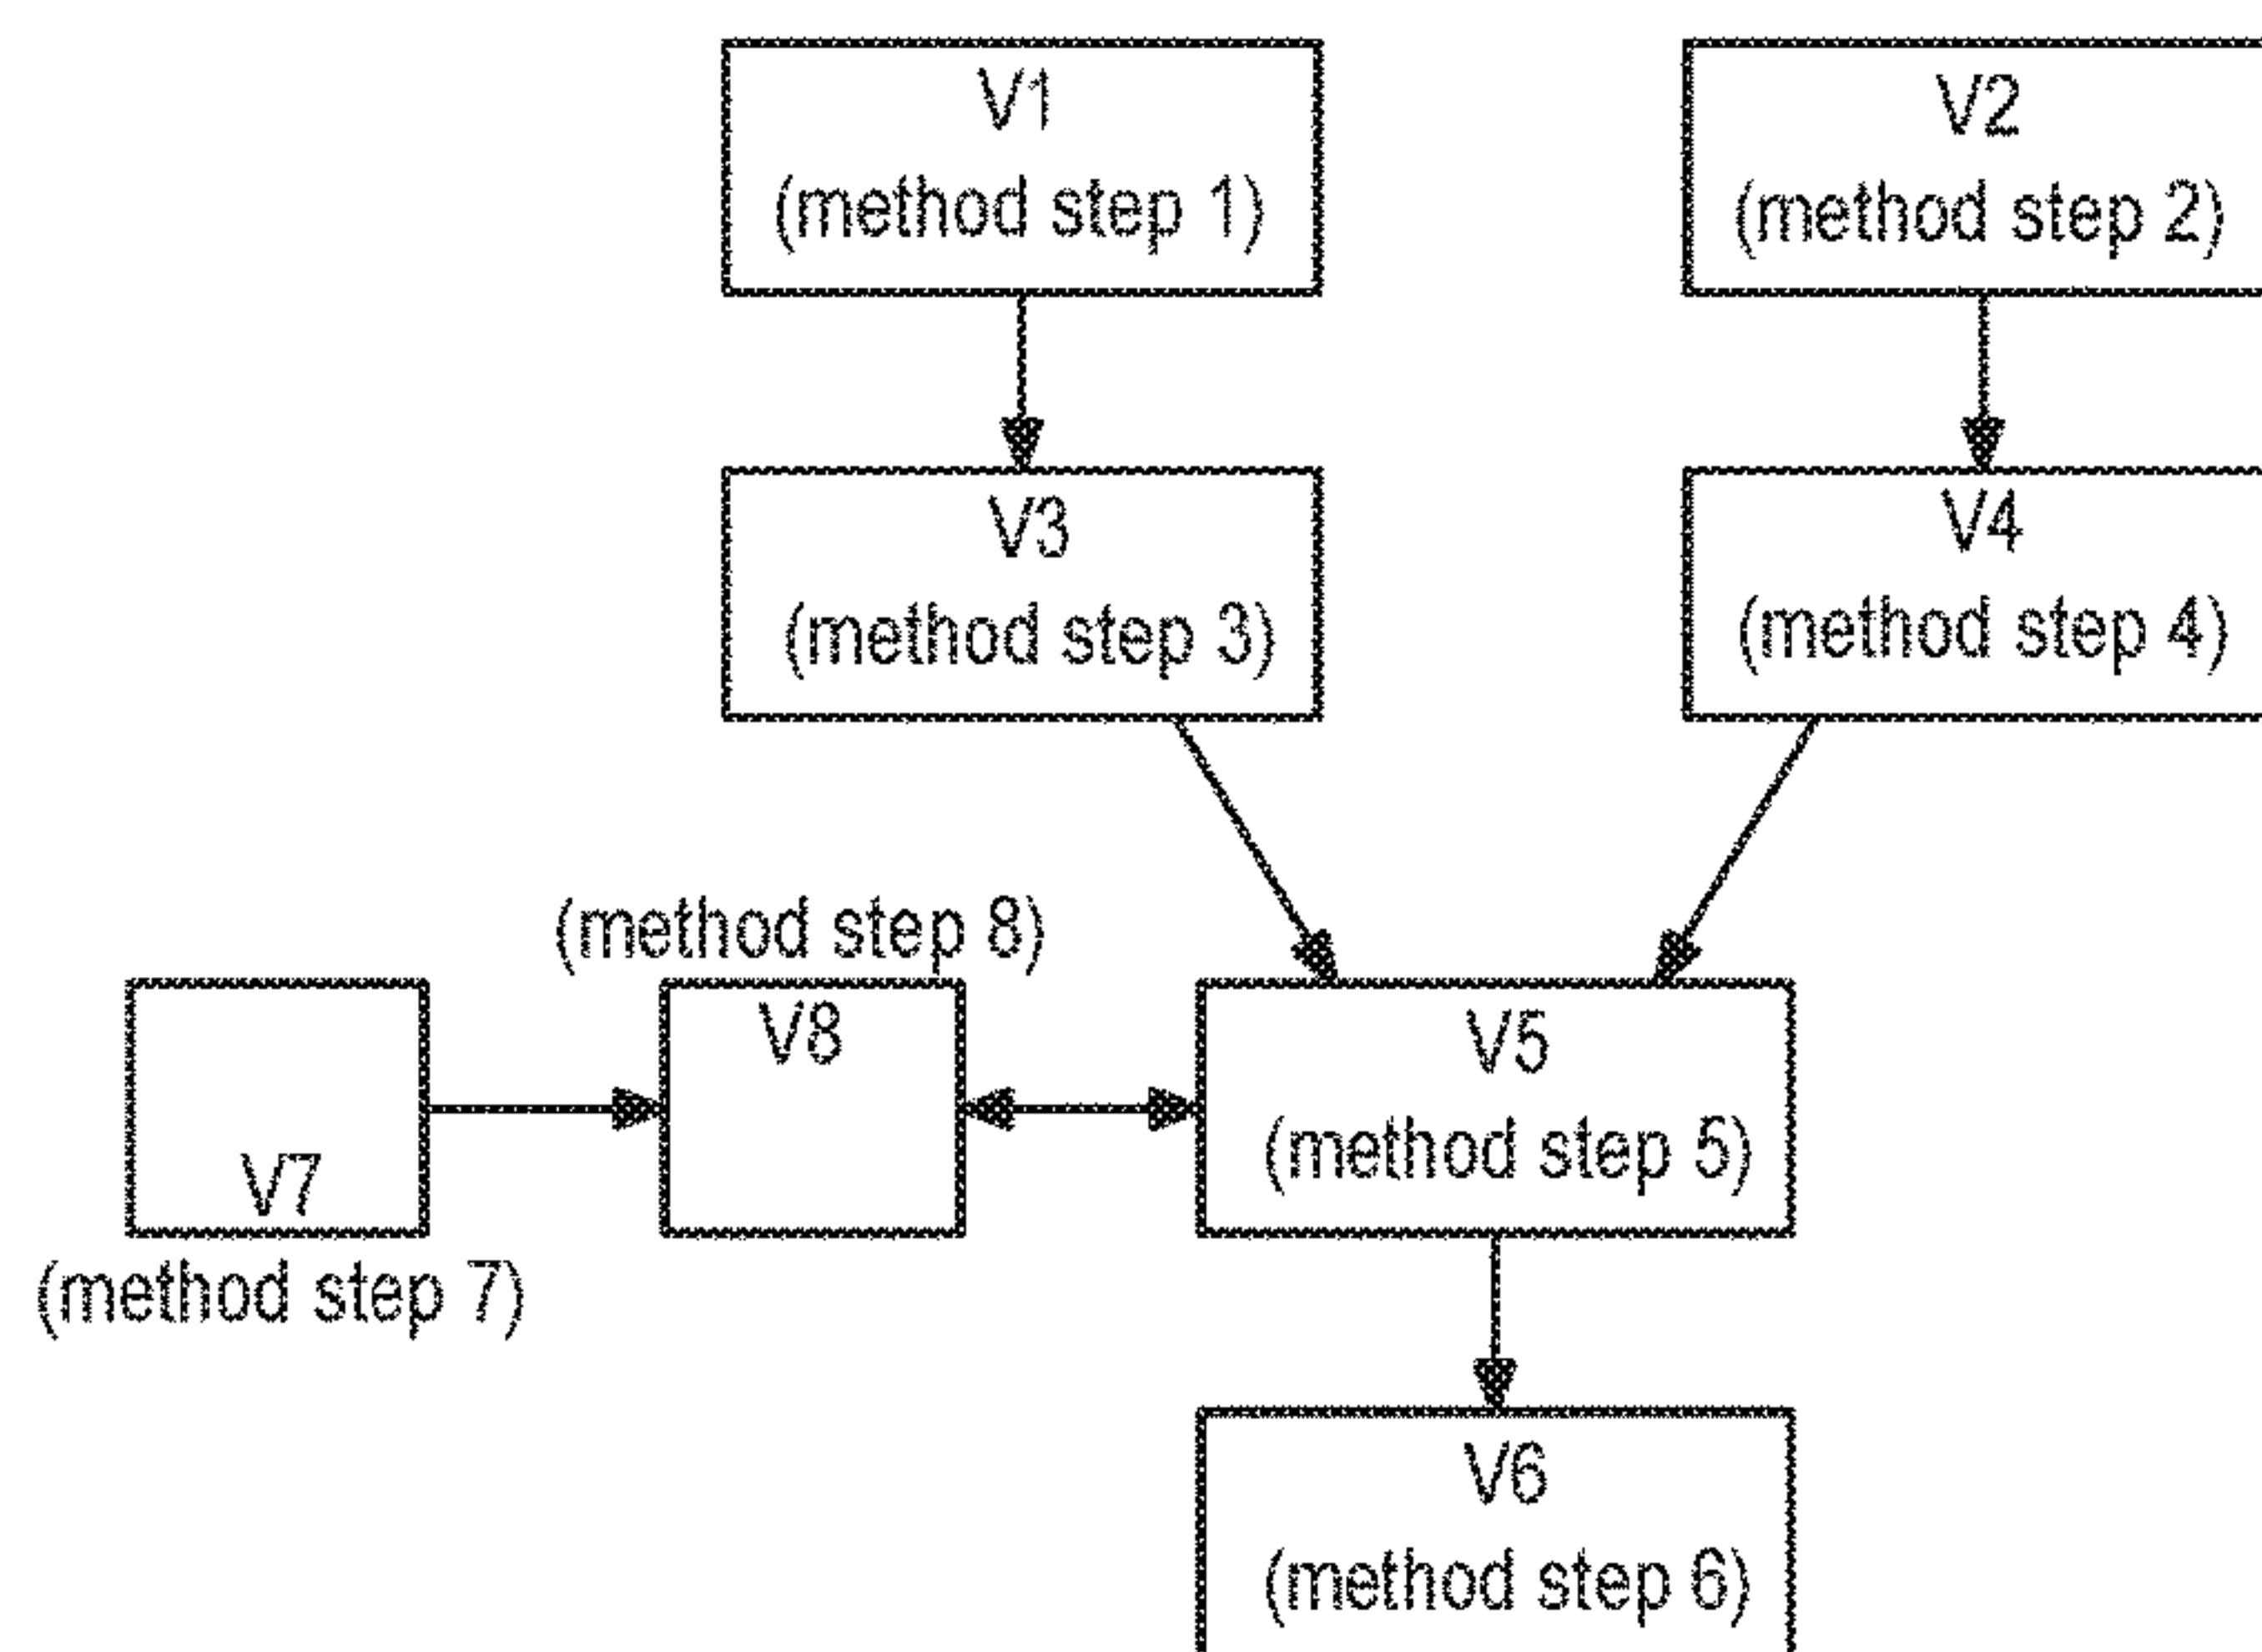 V1
(method step 1)
V2
(method step 2)
V3
(method step 3)
V4
(method step 4)
(method step 8)
V8
V7
(method step 7)
V5
(method step 5)
V6
(method step 6)